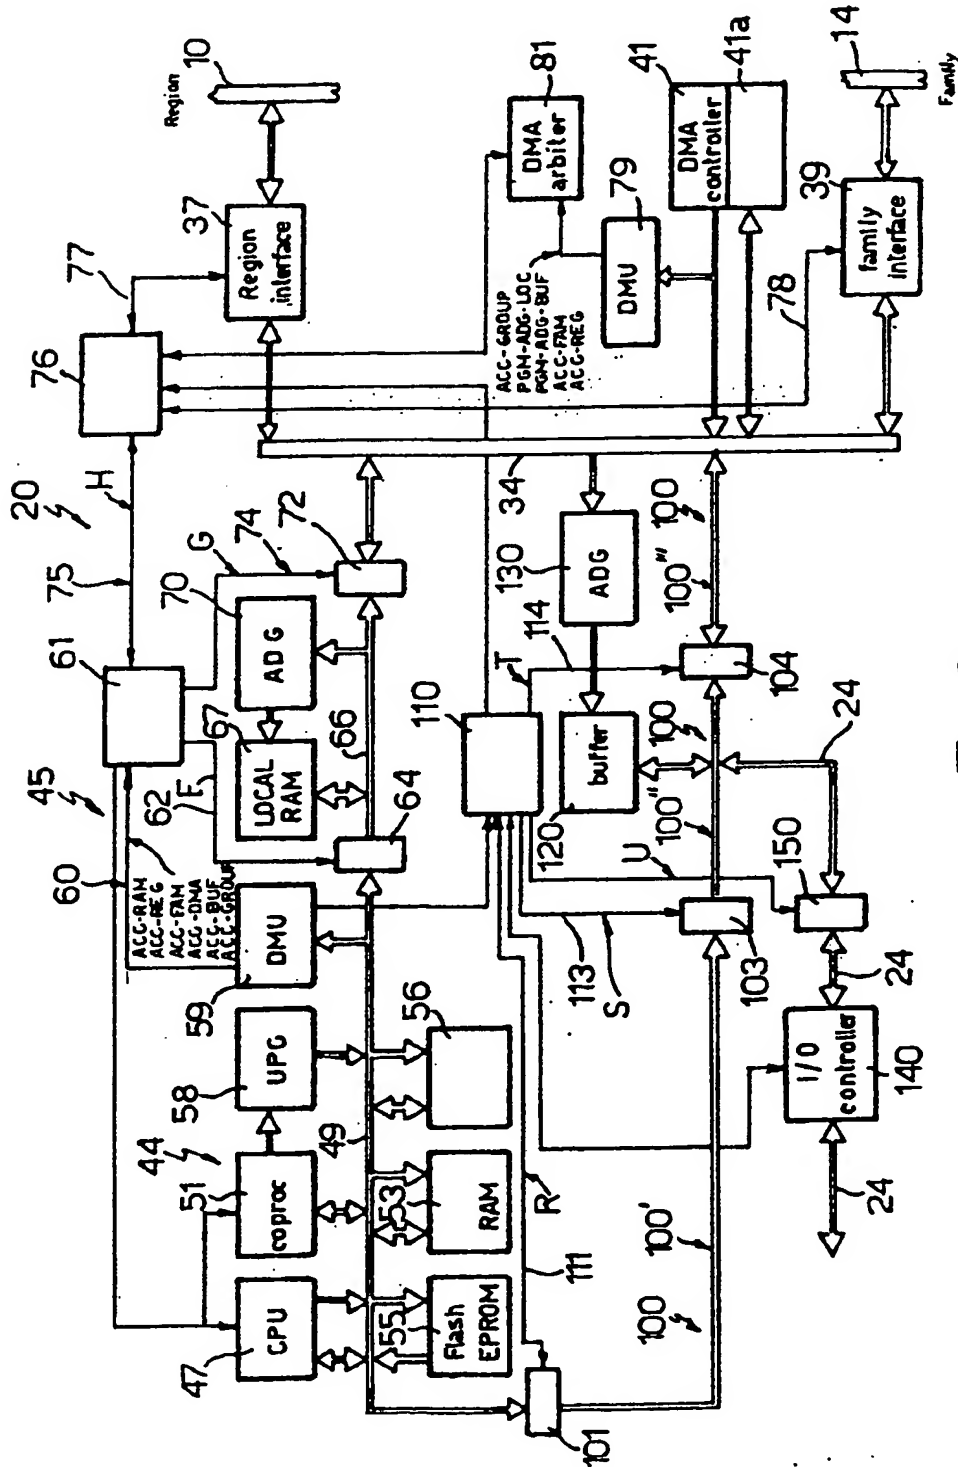 60
61
75
H
20
76
77
Region
10
45
62
E
G
74
37
Region
interface
ACC-RAM
ACC-REG
ACC-FAM
ACC-DMA
ACC-BUF
ACC-GROUP
47
CPU
51
44
coproc
58
UPG
59
DMU
67
LOCAL
RAM
70
ADG
72
49
64
66
55
Flash
EPROM
53
RAM
56
34
ACC-GROUP
PGM-ADG-LOC
PGM-ADG-BUF
ACC-FAM
ACC-REG
DMA
arbiter
81
DMU
79
DMA
controller
41
41a
101
111
R
110
T
114
130
ADG
120
buffer
113
S
U
100
100'
103
100"
100
104
100'''
100
78
39
family
interface
14
Family
24
140
I/O
controller
24
150
24